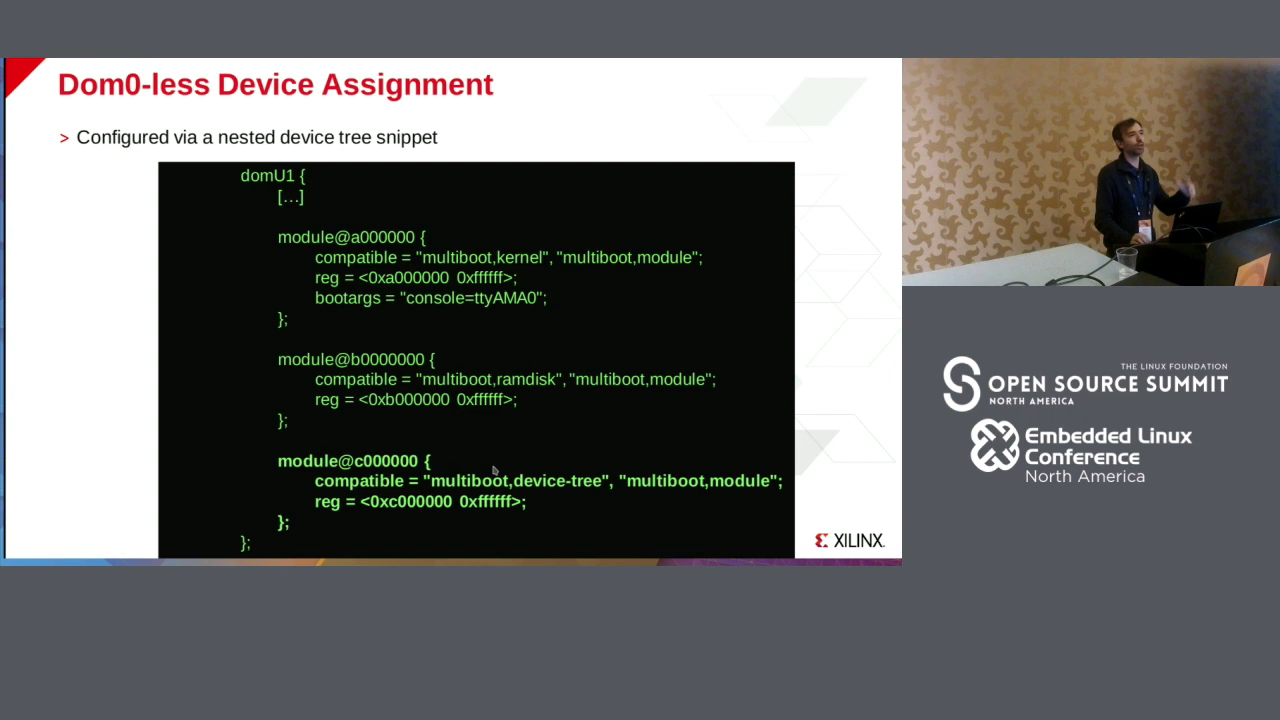 Dom0-less Device Assignment
> Configured via a nested device tree snippet
domU1 {
[...]
module@a000000 {
compatible = "multiboot,kernel", "multiboot,module";
reg = <0xa000000 0xffffff>;
bootargs = "console=ttyAMA0";
};
module@b0000000 {
compatible = "multiboot,ramdisk", "multiboot,module";
reg = <0xb000000 0xffffff>;
};
module@c000000 {
compatible = "multiboot,device-tree", "multiboot,module";
reg = <0xc000000 0xffffff>;
};
};
XILINX
THE LINUX FOUNDATION
OPEN SOURCE SUMMIT
NORTH AMERICA
Embedded Linux
Conference
North America